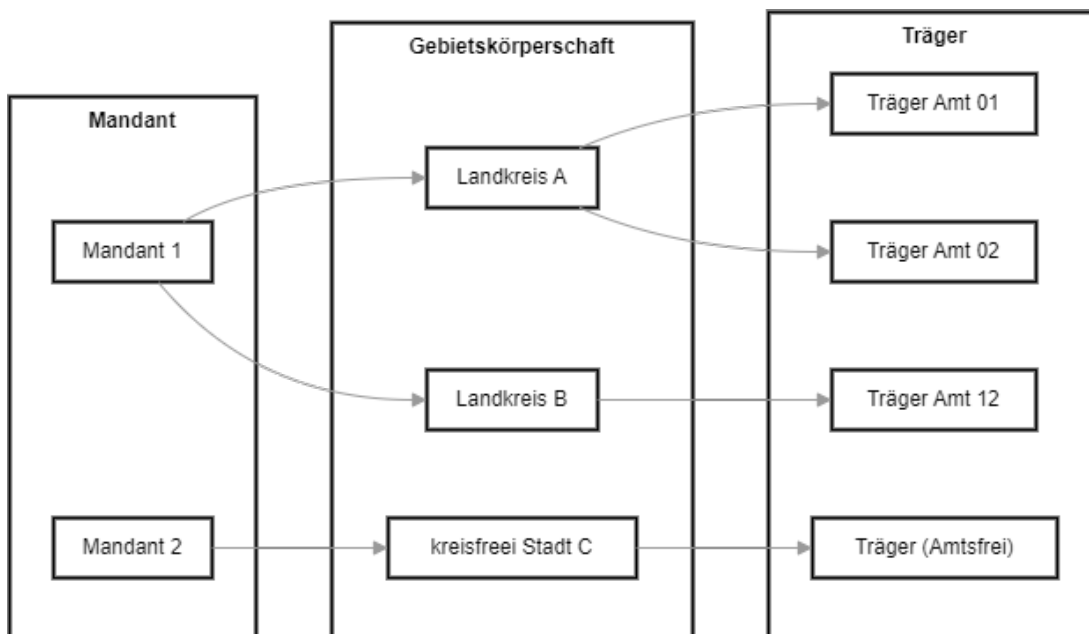 Mandant
Mandant 1
Mandant 2
Gebietskörperschaft
Landkreis A
Landkreis B
kreisfreei Stadt C
Träger
Träger Amt 01
Träger Amt 02
Träger Amt 12
Träger (Amtsfrei)